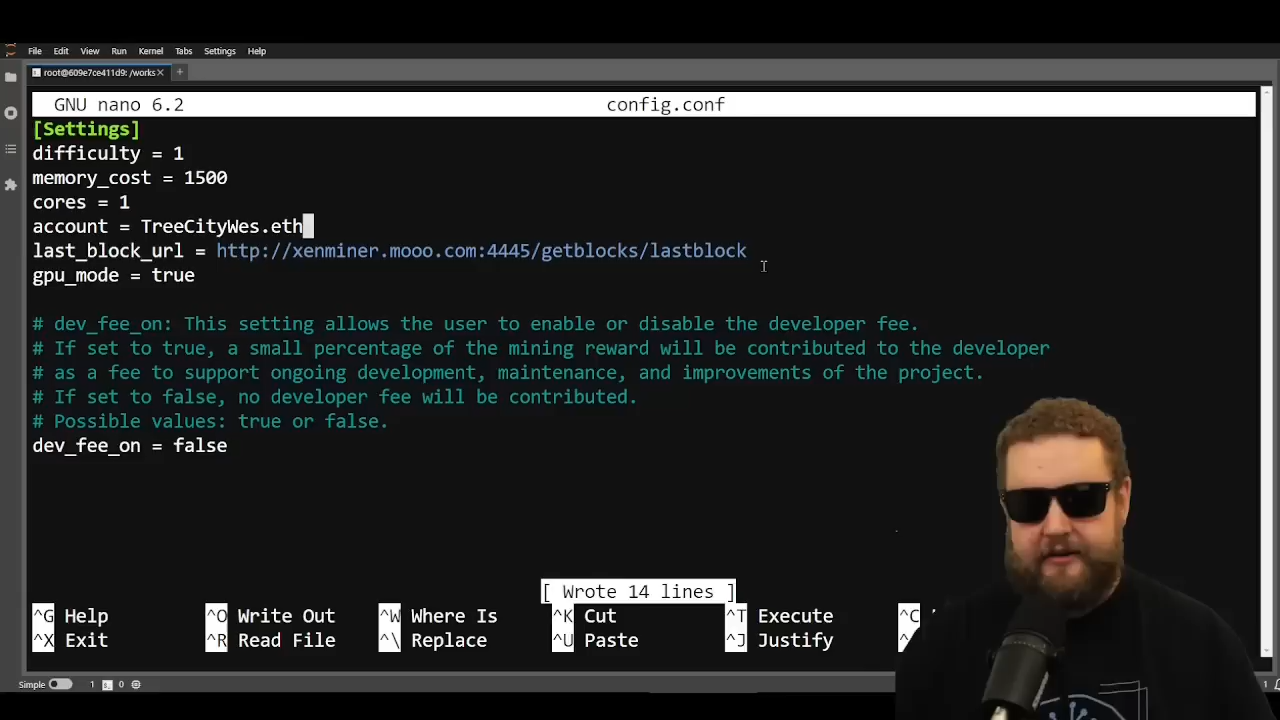 File Edit View Run Kernel Tabs Settings Help
root@609e7ce411d9: /works
GNU nano 6.2 config.conf
[Settings]
difficulty = 1
memory_cost = 1500
cores = 1
account = TreeCityWes.eth
last_block_url = http://xenminer.mooo.com:4445/getblocks/lastblock
gpu_mode = true
# dev_fee_on: This setting allows the user to enable or disable the developer fee.
# If set to true, a small percentage of the mining reward will be contributed to the developer
# as a fee to support ongoing development, maintenance, and improvements of the project.
# If set to false, no developer fee will be contributed.
# Possible values: true or false.
dev_fee_on = false
[ Wrote 14 lines ]
^G Help ^O Write Out ^W Where Is ^K Cut ^T Execute ^C
^X Exit ^R Read File ^\ Replace ^U Paste ^J Justify
Simple 1 0 1